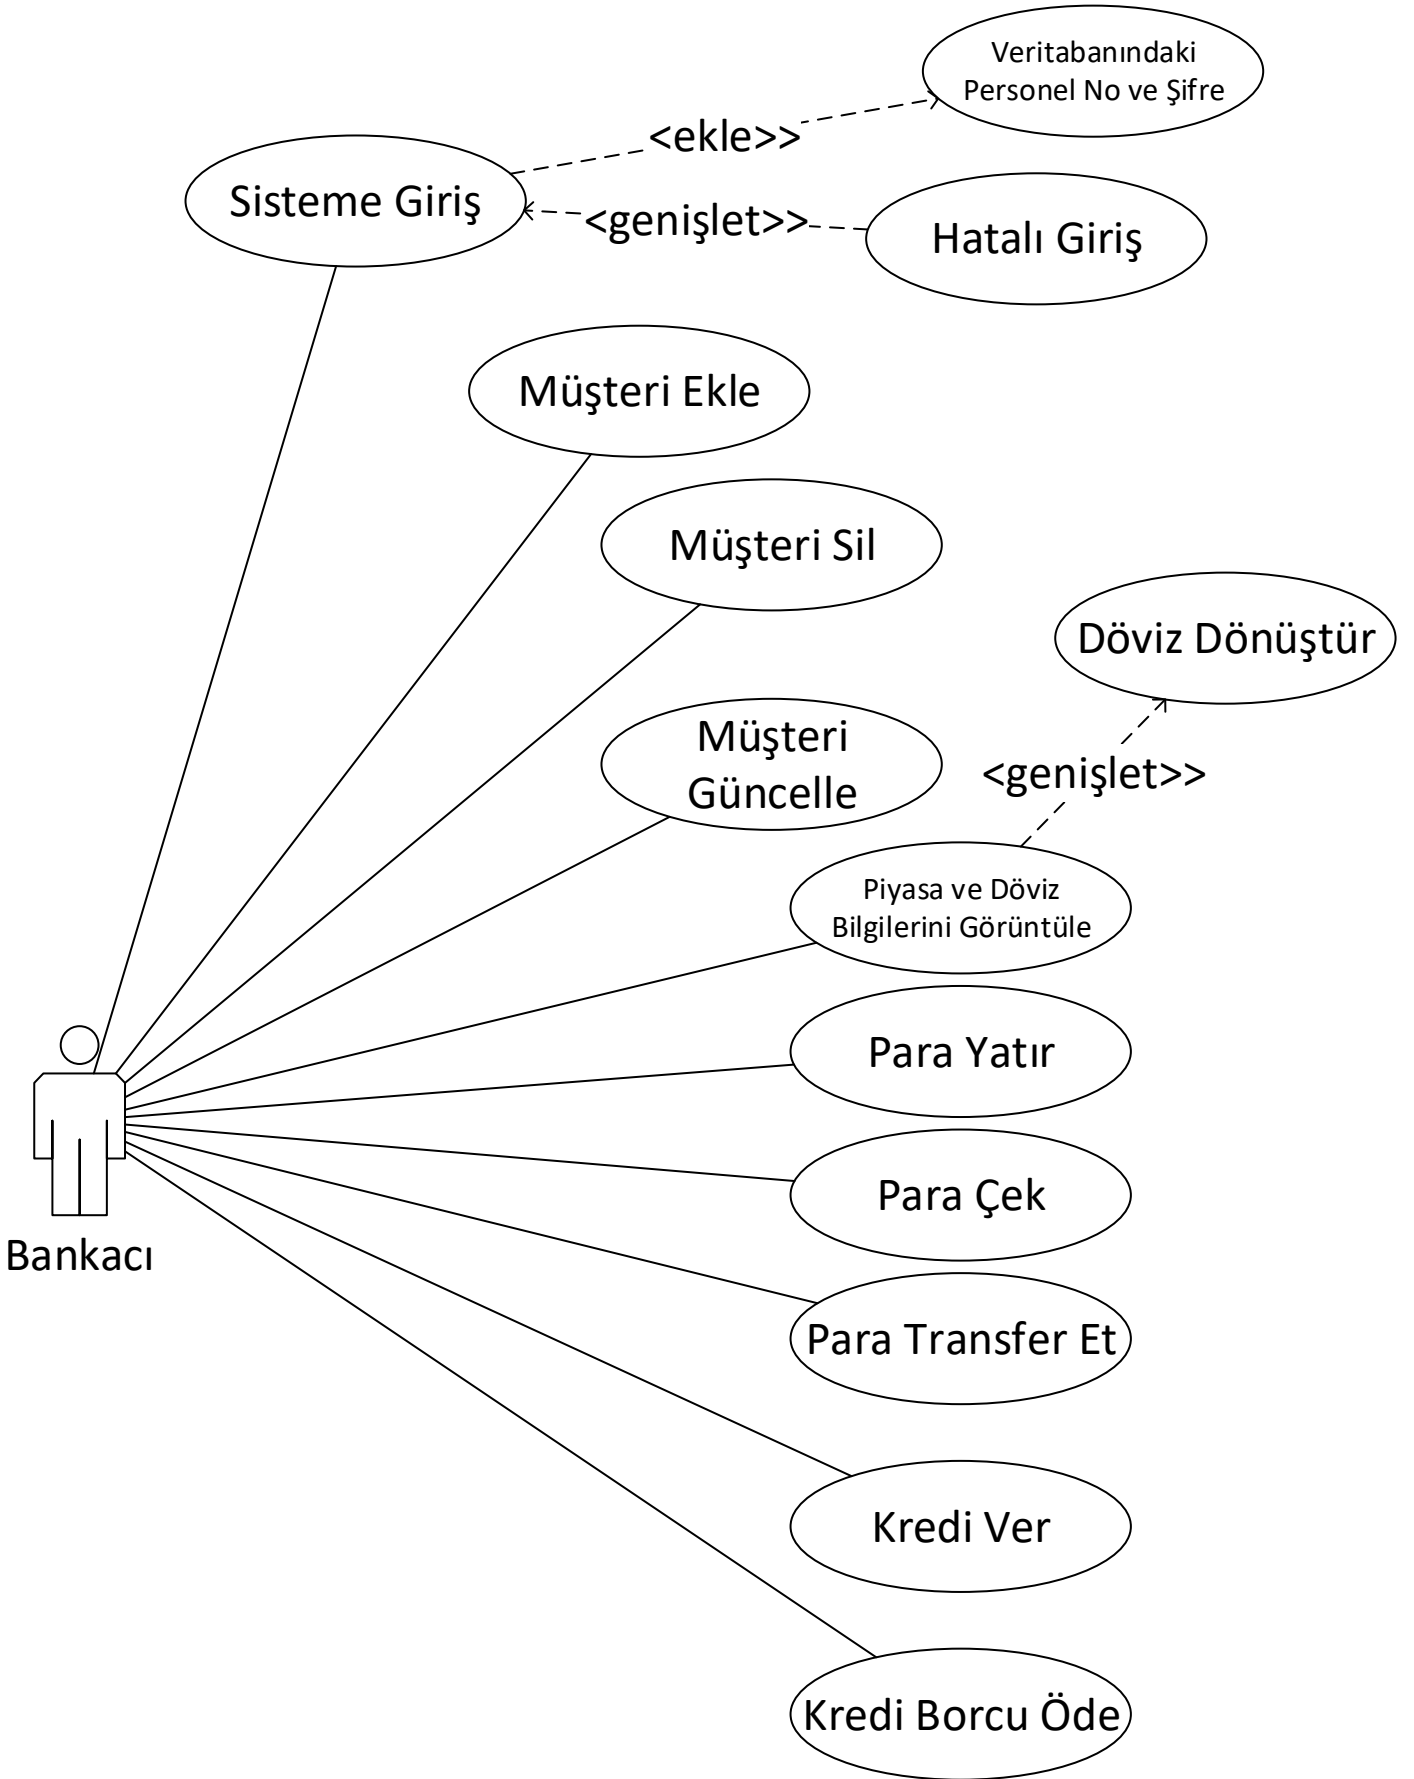 Veritabanındaki
Personel No ve Şifre
<ekle>>
Sisteme Giriş
<genişlet>>
Hatalı Giriş
Müşteri Ekle
Müşteri Sil
Döviz Dönüştür
Müşteri
Güncelle
<genişlet>>
Piyasa ve Döviz
Bilgilerini Görüntüle
Para Yatır
Para Çek
Bankacı
Para Transfer Et
Kredi Ver
Kredi Borcu Öde